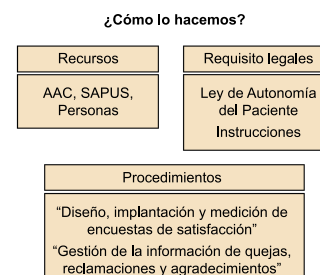 ¿Cómo lo hacemos?
Recursos
AAC, SAPUS,
Personas
Requisito legales
Ley de Autonomía
del Paciente
Instrucciones
Procedimientos
“Diseño, implantación y medición de
encuestas de satisfacción”
“Gestión de la información de quejas,
reclamaciones y agradecimientos”